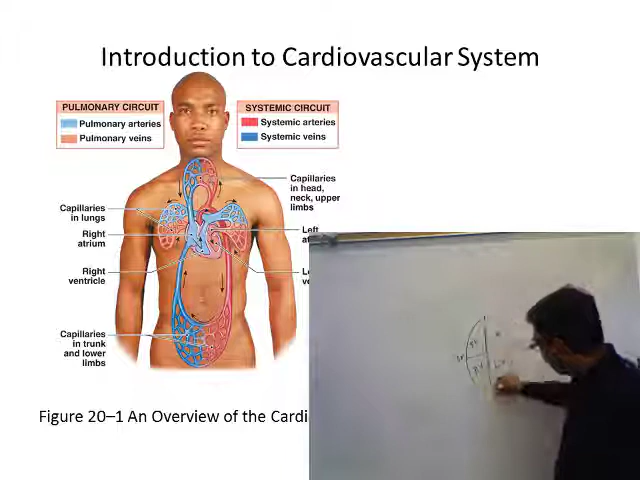 Introduction to Cardiovascular System
PULMONARY CIRCUIT
Pulmonary arteries
Pulmonary veins
SYSTEMIC CIRCUIT
Systemic arteries
Systemic veins
Capillaries
in head,
neck, upper
limbs
Capillaries
in lungs
Right
atrium
Left
Right
ventricle
Capillaries
in trunk
and lower
limbs
Figure 20–1 An Overview of the Cardi